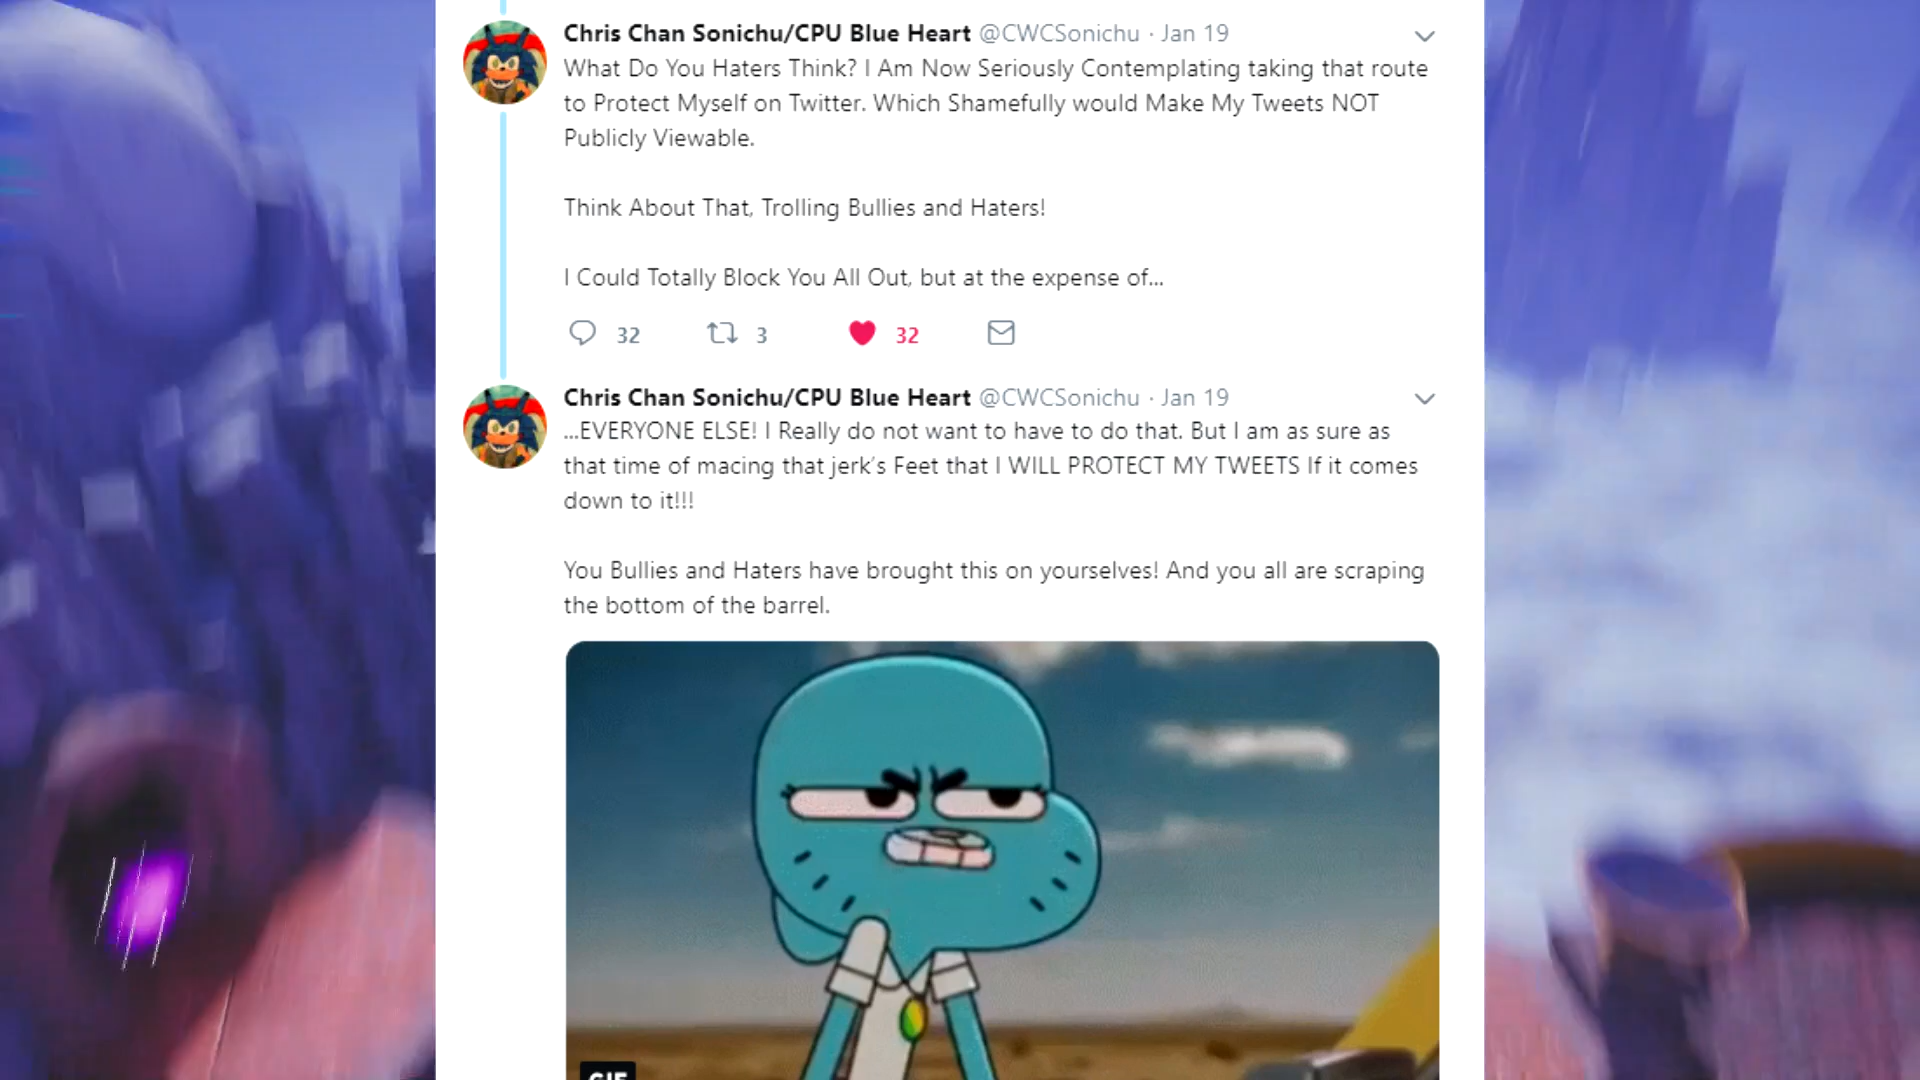 Chris Chan Sonichu/CPU Blue Heart @CWCSonichu · Jan 19
What Do You Haters Think? I Am Now Seriously Contemplating taking that route
to Protect Myself on Twitter. Which Shamefully would Make My Tweets NOT
Publicly Viewable.
Think About That, Trolling Bullies and Haters!
I Could Totally Block You All Out, but at the expense of...
32 3 32
Chris Chan Sonichu/CPU Blue Heart @CWCSonichu · Jan 19
...EVERYONE ELSE! I Really do not want to have to do that. But I am as sure as
that time of macing that jerk’s Feet that I WILL PROTECT MY TWEETS If it comes
down to it!!!
You Bullies and Haters have brought this on yourselves! And you all are scraping
the bottom of the barrel.
GIF